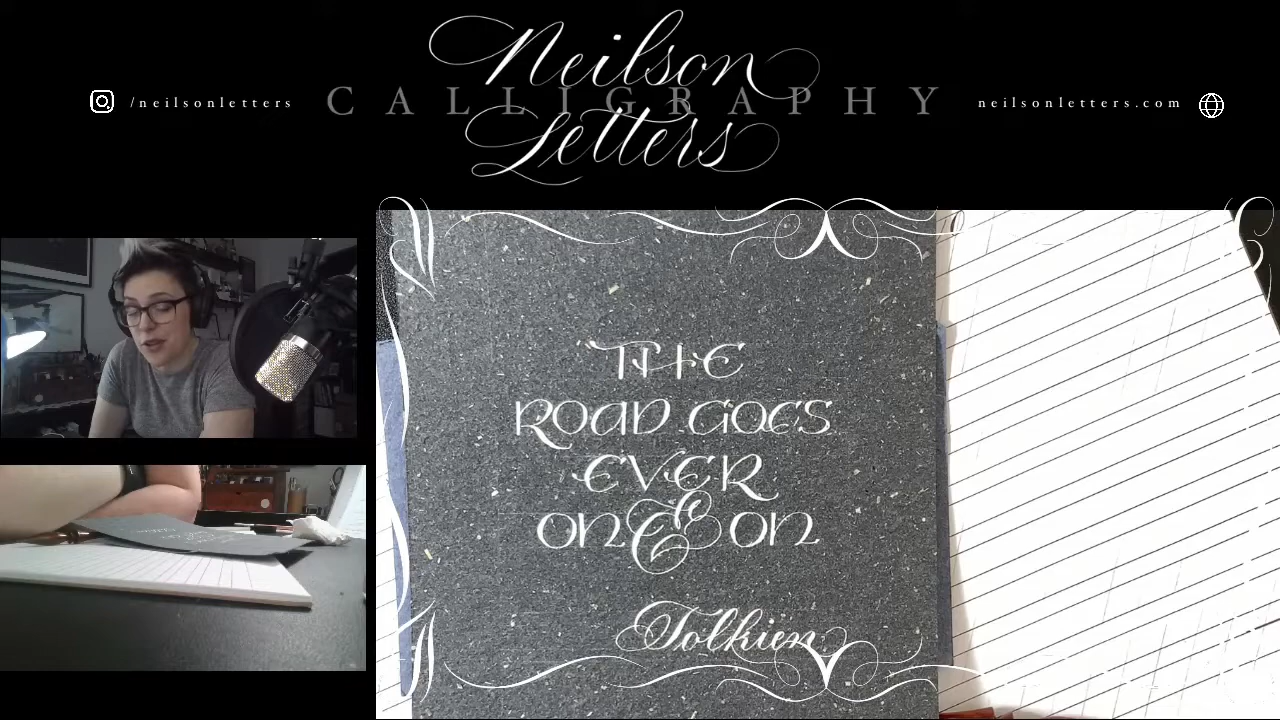 Neilson
/neilsonletters
CALLIGRAPHY
neilsonletters.com
Letters
THE
ROAD GOES
EVER
ON & ON
Tolkien